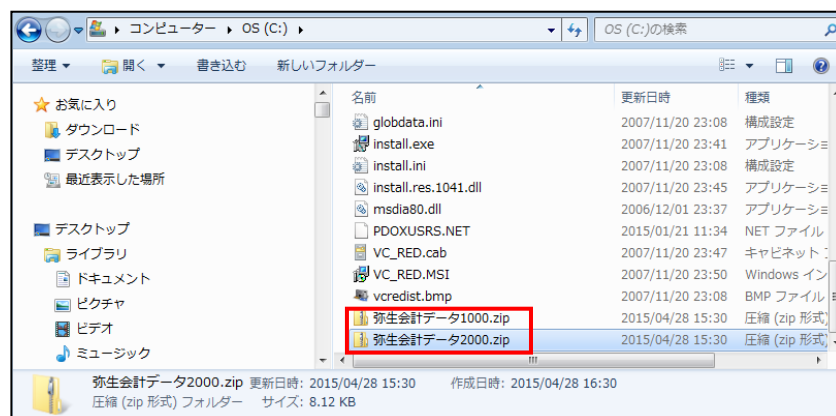 コンピューター ▸ OS (C:) ▸
OS (C:)の検索
整理 ▼ 開く ▼ 書き込む 新しいフォルダー
お気に入り
ダウンロード
デスクトップ
最近表示した場所
デスクトップ
ライブラリ
ドキュメント
ピクチャ
ビデオ
ミュージック
名前 更新日時 種類
globdata.ini 2007/11/20 23:08 構成設定
install.exe 2007/11/20 23:41 アプリケーショ
install.ini 2007/11/20 23:08 構成設定
install.res.1041.dll 2007/11/20 23:45 アプリケーショ
msdia80.dll 2006/12/01 23:37 アプリケーショ
PDOXUSRS.NET 2015/01/21 11:34 NET ファイル
VC_RED.cab 2007/11/20 23:47 キャビネット
VC_RED.MSI 2007/11/20 23:50 Windows イン
vcredist.bmp 2007/11/20 23:08 BMP ファイル
弥生会計データ1000.zip 2015/04/28 15:30 圧縮 (zip 形式)
弥生会計データ2000.zip 2015/04/28 15:30 圧縮 (zip 形式)
弥生会計データ2000.zip 更新日時: 2015/04/28 15:30 作成日時: 2015/04/28 16:30
圧縮 (zip 形式) フォルダー サイズ: 8.12 KB